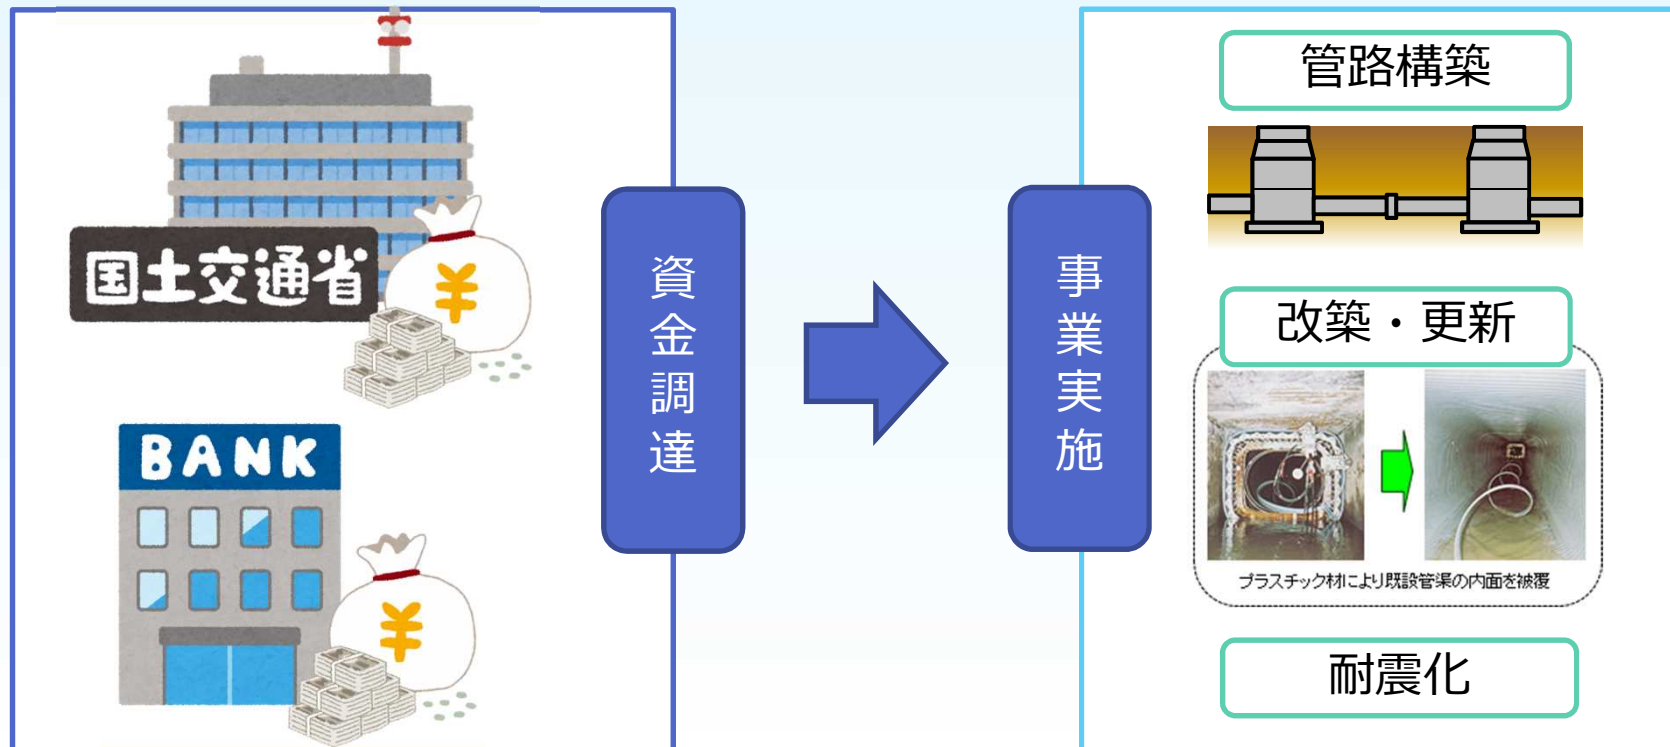 国土交通省
¥
BANK
¥
資金調達
事業実施
管路構築
改築・更新
プラスチック材により既設管渠の内面を被覆
耐震化